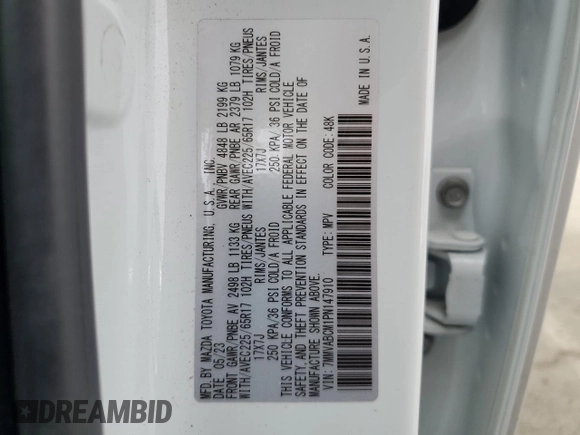 MFD. BY MAZDA TOYOTA MANUFACTURING, U.S.A., INC.
DATE 05/23 GVWR/PNBV 4848 LB 2199 KG
FRONT GAWR/PNBE AV 2498 LB 1133 KG REAR GAWR/PNBE AR 2379 LB 1079 KG
WITH/AVEC225/65R17 102H TIRES/PNEUS WITH/AVEC225/65R17 102H TIRES/PNEUS
17X7J RIMS/JANTES 17X7J RIMS/JANTES
250 KPA/36 PSI COLD/A FROID 250 KPA/ 36 PSI COLD/A FROID
THIS VEHICLE CONFORMS TO ALL APPLICABLE FEDERAL MOTOR VEHICLE
SAFETY,AND THEFT PREVENTION STANDARDS IN EFFECT ON THE DATE OF
MANUFACTURE SHOWN ABOVE.
VIN: 7MMVABCM1PN147910 TYPE: MPV COLOR CODE: 48K
MADE IN U.S.A.
DREAMBID